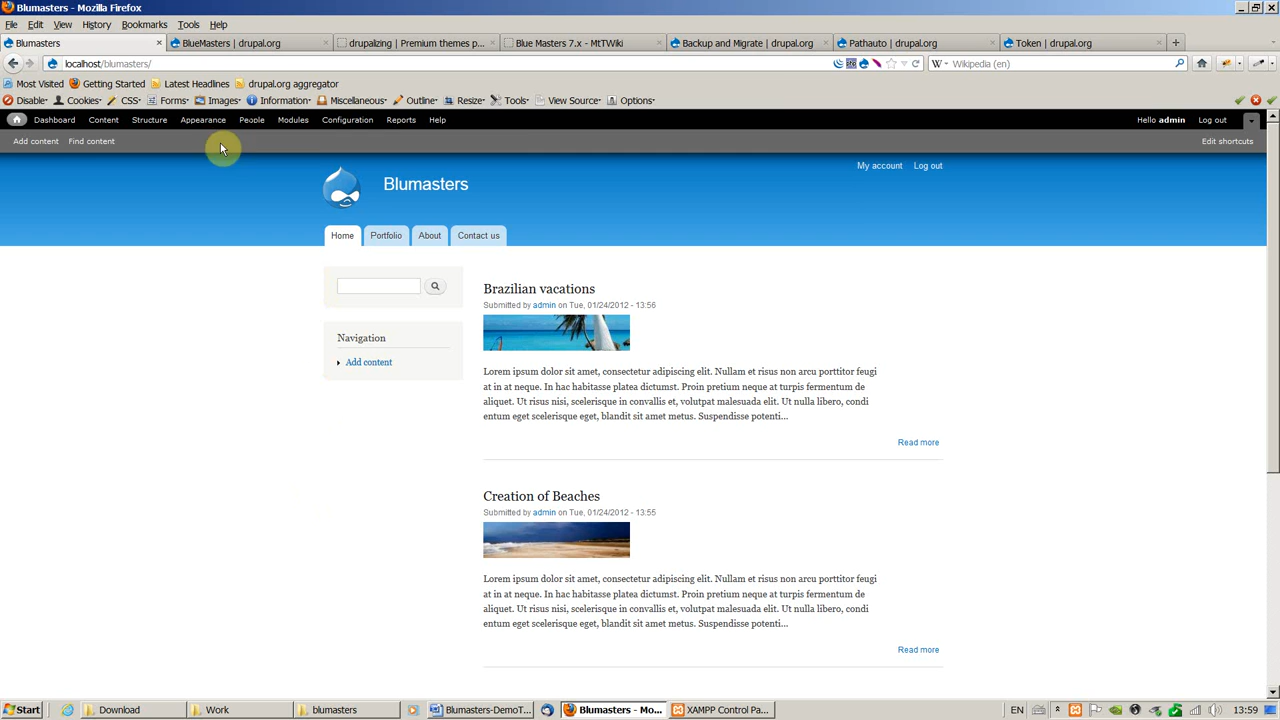 Blumasters - Mozilla Firefox
File Edit View History Bookmarks Tools Help
Blumasters BlueMasters | drupal.org drupalizing | Premium themes p... Blue Masters 7.x - MtTWiki Backup and Migrate | drupal.org Pathauto | drupal.org Token | drupal.org
localhost/blumasters/ Wikipedia (en)
Most Visited Getting Started Latest Headlines drupal.org aggregator
Disable Cookies CSS Forms Images Information Miscellaneous Outline Resize Tools View Source Options
Dashboard Content Structure Appearance People Modules Configuration Reports Help Hello admin Log out
Add content Find content Edit shortcuts
My account Log out
Blumasters
Home Portfolio About Contact us
Navigation
Add content
Brazilian vacations
Submitted by admin on Tue, 01/24/2012 - 13:56
Lorem ipsum dolor sit amet, consectetur adipiscing elit. Nullam et risus non arcu porttitor feugi
at in at neque. In hac habitasse platea dictumst. Proin pretium neque at turpis fermentum de
aliquet. Ut risus nisi, scelerisque in convallis et, volutpat malesuada elit. Ut nulla libero, condi
entum eget scelerisque eget, blandit sit amet metus. Suspendisse potenti...
Read more
Creation of Beaches
Submitted by admin on Tue, 01/24/2012 - 13:55
Lorem ipsum dolor sit amet, consectetur adipiscing elit. Nullam et risus non arcu porttitor feugi
at in at neque. In hac habitasse platea dictumst. Proin pretium neque at turpis fermentum de
aliquet. Ut risus nisi, scelerisque in convallis et, volutpat malesuada elit. Ut nulla libero, condi
entum eget scelerisque eget, blandit sit amet metus. Suspendisse potenti...
Read more
Start Download Work blumasters Blumasters-DemoT... Blumasters - Mo... XAMPP Control Pa... EN 13:59